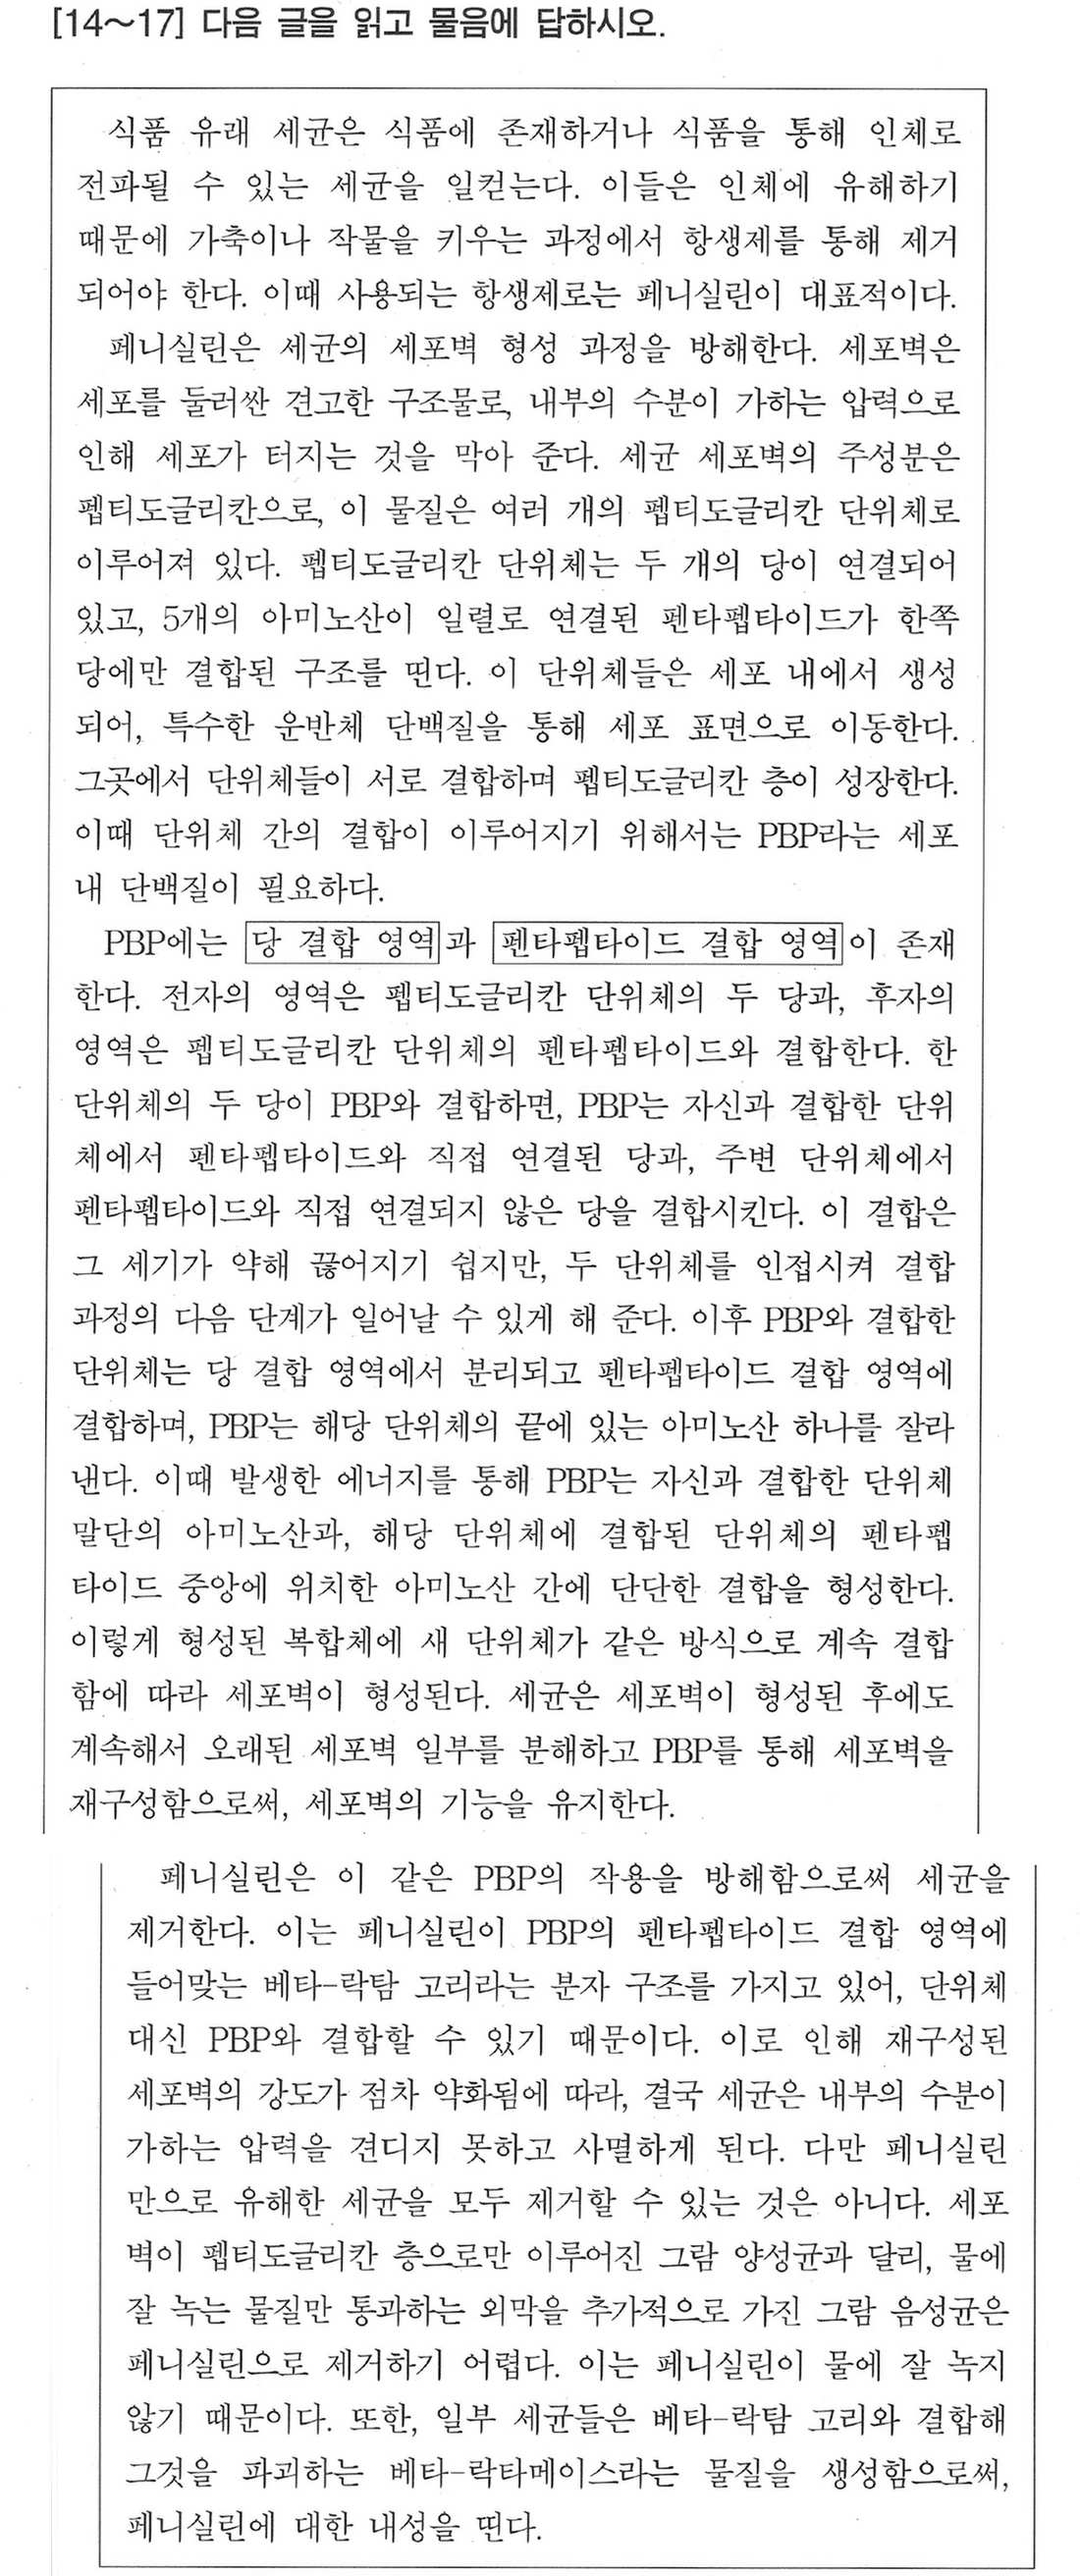 [14~17] 다음 글을 읽고 물음에 답하시오.
식품 유래 세균은 식품에 존재하거나 식품을 통해 인체로
전파될 수 있는 세균을 일컫는다. 이들은 인체에 유해하기
때문에 가축이나 작물을 키우는 과정에서 항생제를 통해 제거
되어야 한다. 이때 사용되는 항생제로는 페니실린이 대표적이다.
페니실린은 세균의 세포벽 형성 과정을 방해한다. 세포벽은
세포를 둘러싼 견고한 구조물로, 내부의 수분이 가하는 압력으로
인해 세포가 터지는 것을 막아 준다. 세균 세포벽의 주성분은
펩티도글리칸으로, 이 물질은 여러 개의 펩티도글리칸 단위체로
이루어져 있다. 펩티도글리칸 단위체는 두 개의 당이 연결되어
있고, 5개의 아미노산이 일렬로 연결된 펜타펩타이드가 한쪽
당에만 결합된 구조를 띤다. 이 단위체들은 세포 내에서 생성
되어, 특수한 운반체 단백질을 통해 세포 표면으로 이동한다.
그곳에서 단위체들이 서로 결합하며 펩티도글리칸 층이 성장한다.
이때 단위체 간의 결합이 이루어지기 위해서는 PBP라는 세포
내 단백질이 필요하다.
PBP에는 당 결합 영역과 펜타펩타이드 결합 영역이 존재
한다. 전자의 영역은 펩티도글리칸 단위체의 두 당과, 후자의
영역은 펩티도글리칸 단위체의 펜타펩타이드와 결합한다. 한
단위체의 두 당이 PBP와 결합하면, PBP는 자신과 결합한 단위
체에서 펜타펩타이드와 직접 연결된 당과, 주변 단위체에서
펜타펩타이드와 직접 연결되지 않은 당을 결합시킨다. 이 결합은
그 세기가 약해 끊어지기 쉽지만, 두 단위체를 인접시켜 결합
과정의 다음 단계가 일어날 수 있게 해 준다. 이후 PBP와 결합한
단위체는 당 결합 영역에서 분리되고 펜타펩타이드 결합 영역에
결합하며, PBP는 해당 단위체의 끝에 있는 아미노산 하나를 잘라
낸다. 이때 발생한 에너지를 통해 PBP는 자신과 결합한 단위체
말단의 아미노산과, 해당 단위체에 결합된 단위체의 펜타펩
타이드 중앙에 위치한 아미노산 간에 단단한 결합을 형성한다.
이렇게 형성된 복합체에 새 단위체가 같은 방식으로 계속 결합
함에 따라 세포벽이 형성된다. 세균은 세포벽이 형성된 후에도
계속해서 오래된 세포벽 일부를 분해하고 PBP를 통해 세포벽을
재구성함으로써, 세포벽의 기능을 유지한다.
페니실린은 이 같은 PBP의 작용을 방해함으로써 세균을
제거한다. 이는 페니실린이 PBP의 펜타펩타이드 결합 영역에
들어맞는 베타-락탐 고리라는 분자 구조를 가지고 있어, 단위체
대신 PBP와 결합할 수 있기 때문이다. 이로 인해 재구성된
세포벽의 강도가 점차 약화됨에 따라, 결국 세균은 내부의 수분이
가하는 압력을 견디지 못하고 사멸하게 된다. 다만 페니실린
만으로 유해한 세균을 모두 제거할 수 있는 것은 아니다. 세포
벽이 펩티도글리칸 층으로만 이루어진 그람 양성균과 달리, 물에
잘 녹는 물질만 통과하는 외막을 추가적으로 가진 그람 음성균은
페니실린으로 제거하기 어렵다. 이는 페니실린이 물에 잘 녹지
않기 때문이다. 또한, 일부 세균들은 베타-락탐 고리와 결합해
그것을 파괴하는 베타-락타메이스라는 물질을 생성함으로써,
페니실린에 대한 내성을 띤다.